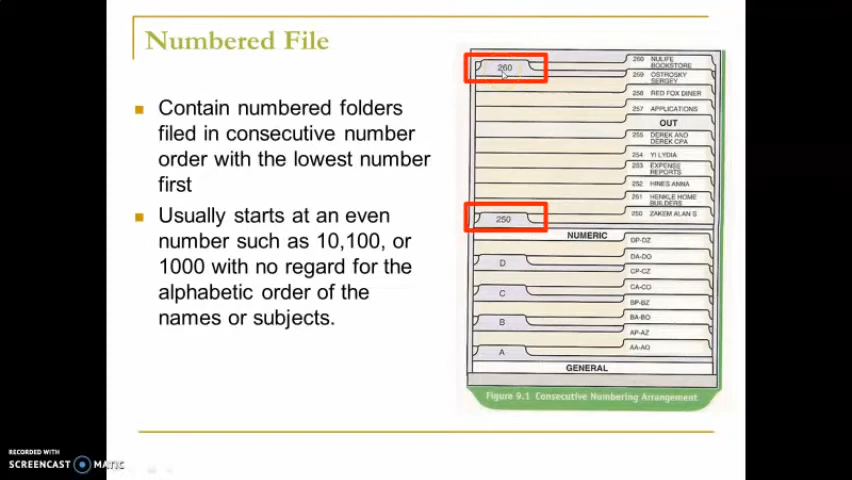 Numbered File
Contain numbered folders
filed in consecutive number
order with the lowest number
first
Usually starts at an even
number such as 10,100, or
1000 with no regard for the
alphabetic order of the
names or subjects.
260
260 NULIFE
BOOKSTORE
259 OSTROSKY
SERGEY
258 RED FOX DINER
257 APPLICATIONS
OUT
255 DEREK AND
DEREK CPA
254 YI LYDIA
253 EXPENSE
REPORTS
252 HINES ANNA
251 HENKLE HOME
BUILDERS
250
250 ZAKEM ALAN S
NUMERIC
DP-DZ
DA-DO
D
CP-CZ
CA-CO
C
BP-BZ
BA-BO
B
AP-AZ
AA-AO
A
GENERAL
Figure 9.1 Consecutive Numbering Arrangement
RECORDED WITH
SCREENCAST MATIC